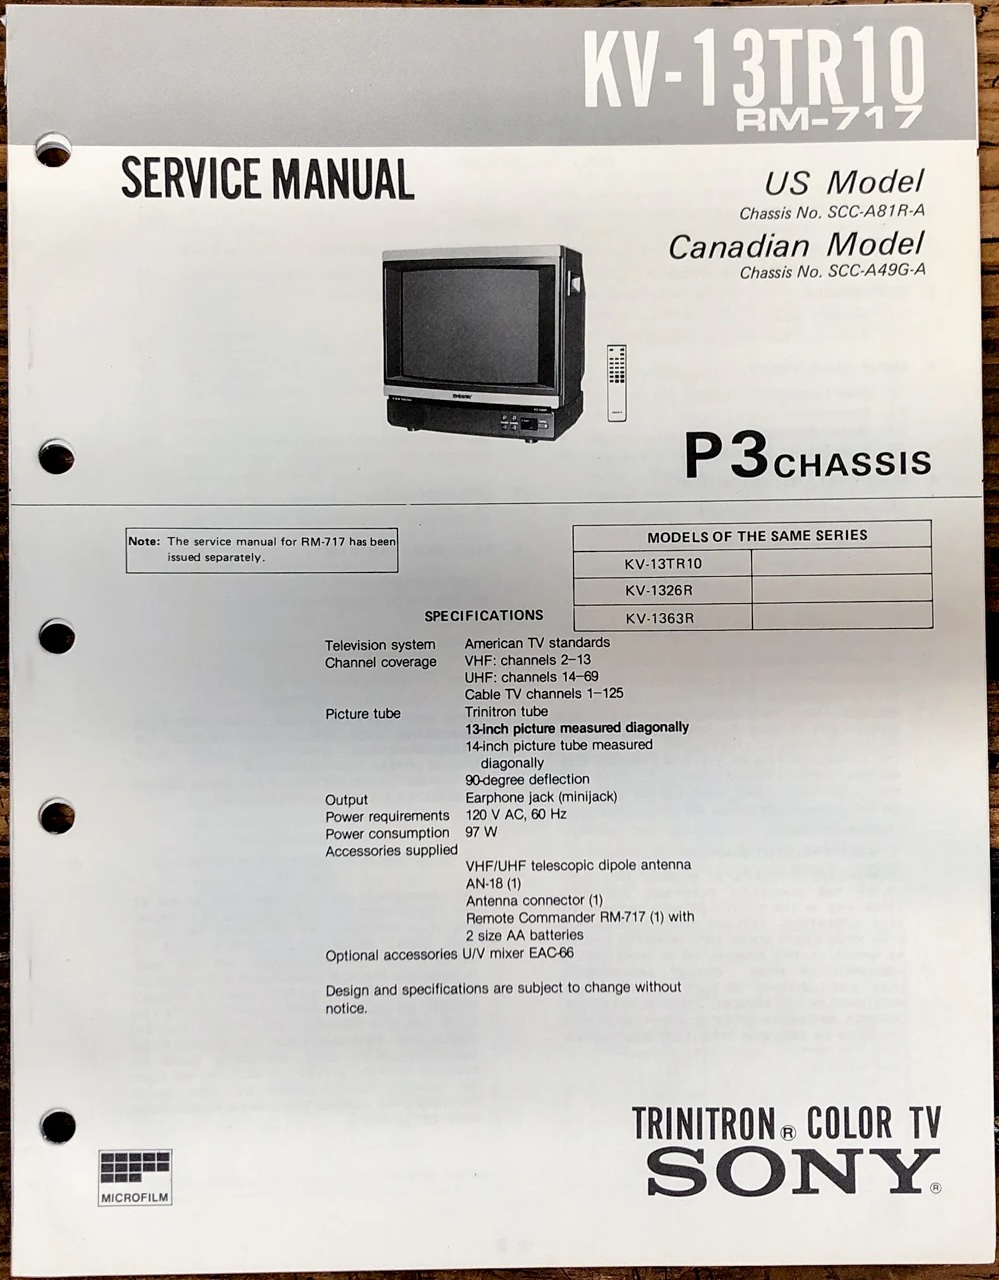 KV-13TR10
RM-717
SERVICE MANUAL
US Model
Chassis No. SCC-A81R-A
Canadian Model
Chassis No. SCC-A49G-A
SONY
P3 CHASSIS
Note: The service manual for RM-717 has been
issued separately.
MODELS OF THE SAME SERIES
KV-13TR10
KV-1326R
KV-1363R
SPECIFICATIONS
Television system American TV standards
Channel coverage VHF: channels 2–13
UHF: channels 14–69
Cable TV channels 1–125
Picture tube Trinitron tube
13-inch picture measured diagonally
14-inch picture tube measured
diagonally
90-degree deflection
Output Earphone jack (minijack)
Power requirements 120 V AC, 60 Hz
Power consumption 97 W
Accessories supplied
VHF/UHF telescopic dipole antenna
AN-18 (1)
Antenna connector (1)
Remote Commander RM-717 (1) with
2 size AA batteries
Optional accessories U/V mixer EAC-66
Design and specifications are subject to change without
notice.
TRINITRON® COLOR TV
SONY®
MICROFILM